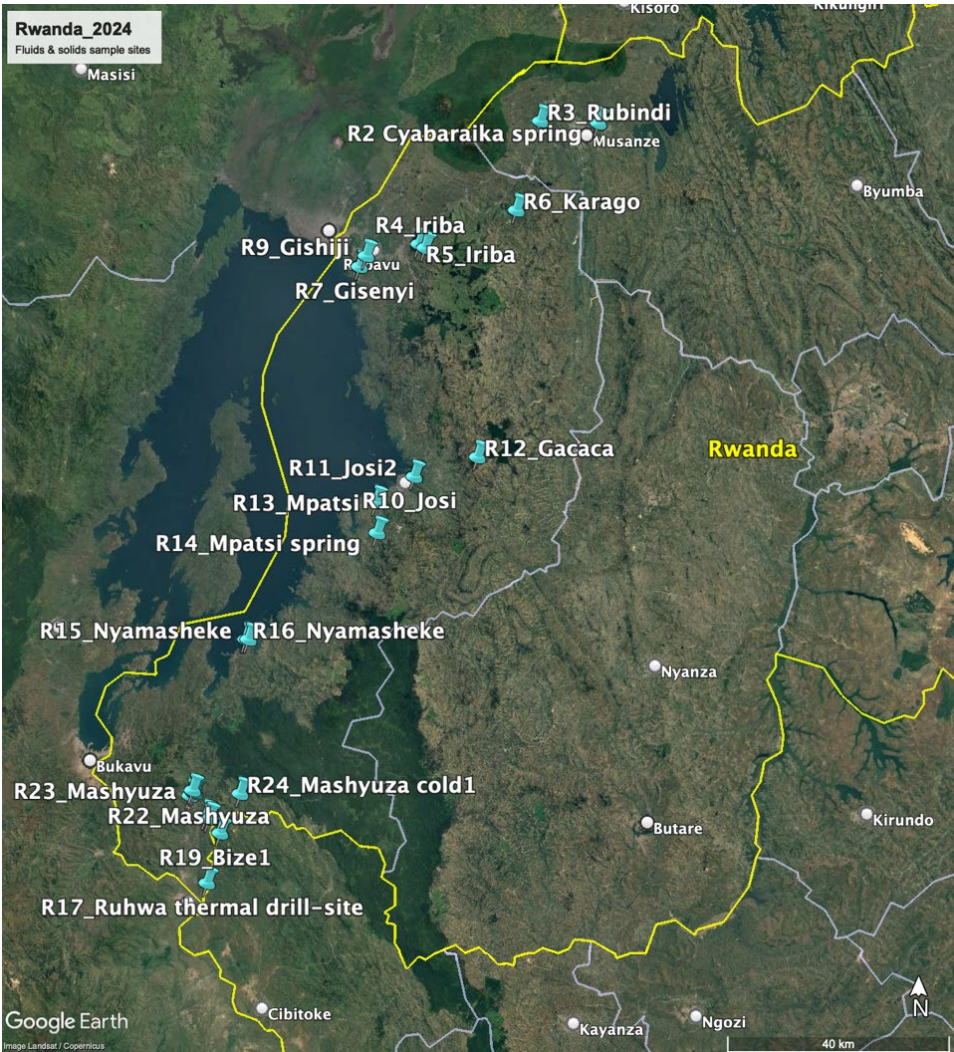 Rwanda_2024
Fluids & solids sample sites
Kisoro
Masisi
R3_Rubindi
R2 Cyabaraika spring
Musanze
Byumba
R6_Karago
R4_Iriba
R9_Gishiji
R5_Iriba
R7_Gisenyi
R12_Gacaca
Rwanda
R11_Josi2
R13_Mpatsi
R10_Josi
R14_Mpatsi spring
R15_Nyamasheke
R16_Nyamasheke
Nyanza
Bukavu
R23_Mashyuza
R24_Mashyuza cold1
R22_Mashyuza
Butare
Kirundo
R19_Bize1
R17_Ruhwa thermal drill-site
N
Cibitoke
Google Earth
Kayanza
Ngozi
Image Landsat / Copernicus
40 km